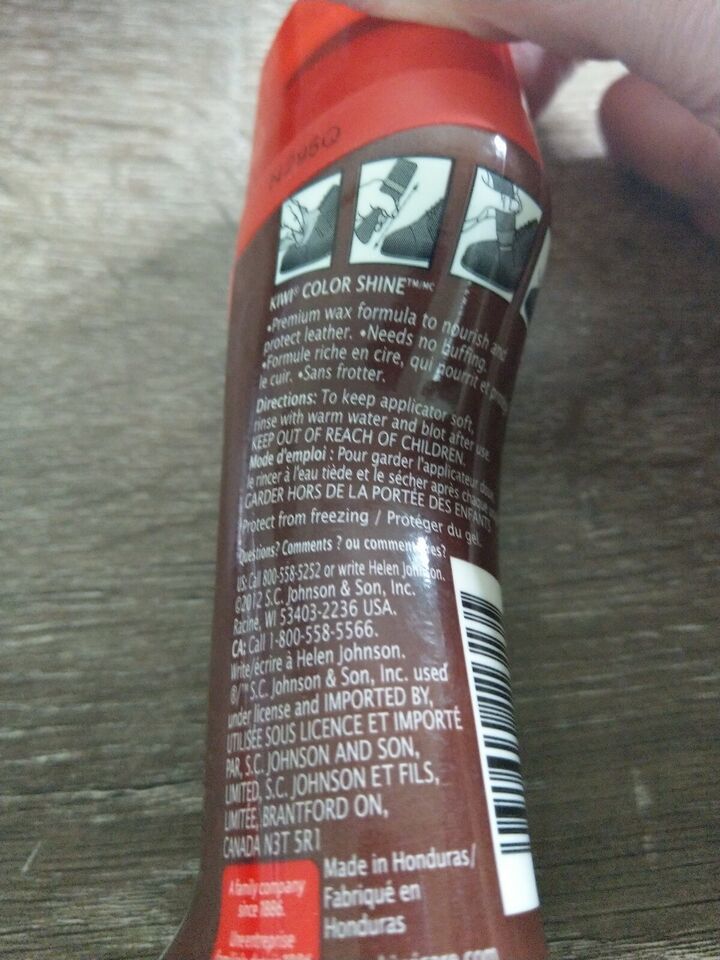 KIWI® COLOR SHINE™/MC
•Premium wax formula to nourish and
protect leather. •Needs no buffing.
•Formule riche en cire, qui nourrit et
le cuir. •Sans frotter.
Directions: To keep applicator soft,
rinse with warm water and blot after use.
KEEP OUT OF REACH OF CHILDREN.
Mode d'emploi : Pour garder l'applicateur
le rincer à l'eau tiède et le sécher après
GARDER HORS DE LA PORTÉE DES ENFANTS
Protect from freezing / Protéger du gel.
Questions? Comments ? ou commentaires?
US: Call 800-558-5252 or write Helen Johnson.
©2012 S.C. Johnson & Son, Inc.
Racine, WI 53403-2236 USA.
CA: Call 1-800-558-5566.
Write/écrire à Helen Johnson.
®/™ S.C. Johnson & Son, Inc. used
under license and IMPORTED BY,
UTILISÉE SOUS LICENCE ET IMPORTÉ
PAR, S.C. JOHNSON AND SON,
LIMITED, S.C. JOHNSON ET FILS,
LIMITÉE, BRANTFORD ON,
CANADA N3T 5R1
A family company
since 1886.
Une entreprise
Made in Honduras/
Fabriqué en
Honduras